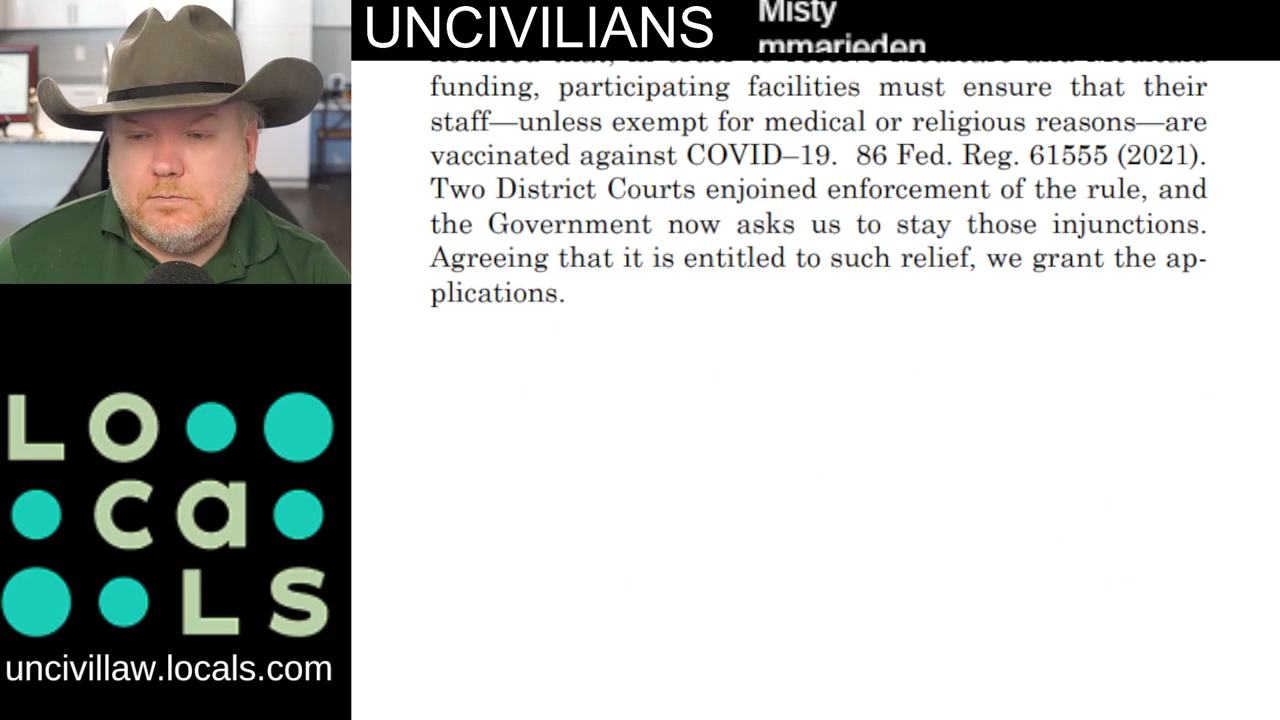 UNCIVILIANS
Misty
mmarieden
funding, participating facilities must ensure that their
staff—unless exempt for medical or religious reasons—are
vaccinated against COVID–19. 86 Fed. Reg. 61555 (2021).
Two District Courts enjoined enforcement of the rule, and
the Government now asks us to stay those injunctions.
Agreeing that it is entitled to such relief, we grant the ap-
plications.
LO
ca
LS
uncivillaw.locals.com